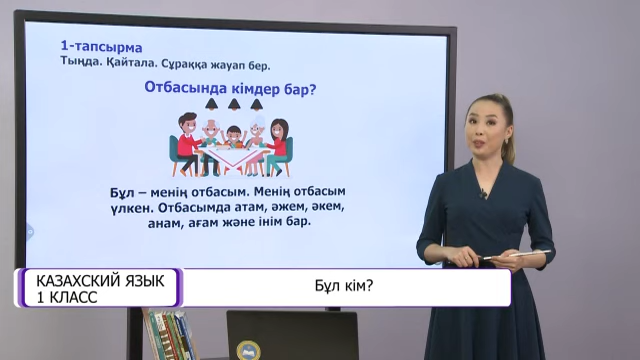 1-тапсырма
Тыңда. Қайтала. Сұраққа жауап бер.
Отбасында кімдер бар?
Бұл – менің отбасым. Менің отбасым
үлкен. Отбасымда атам, әжем, әкем,
анам, ағам және інім бар.
КАЗАХСКИЙ ЯЗЫК
1 КЛАСС
Бұл кім?